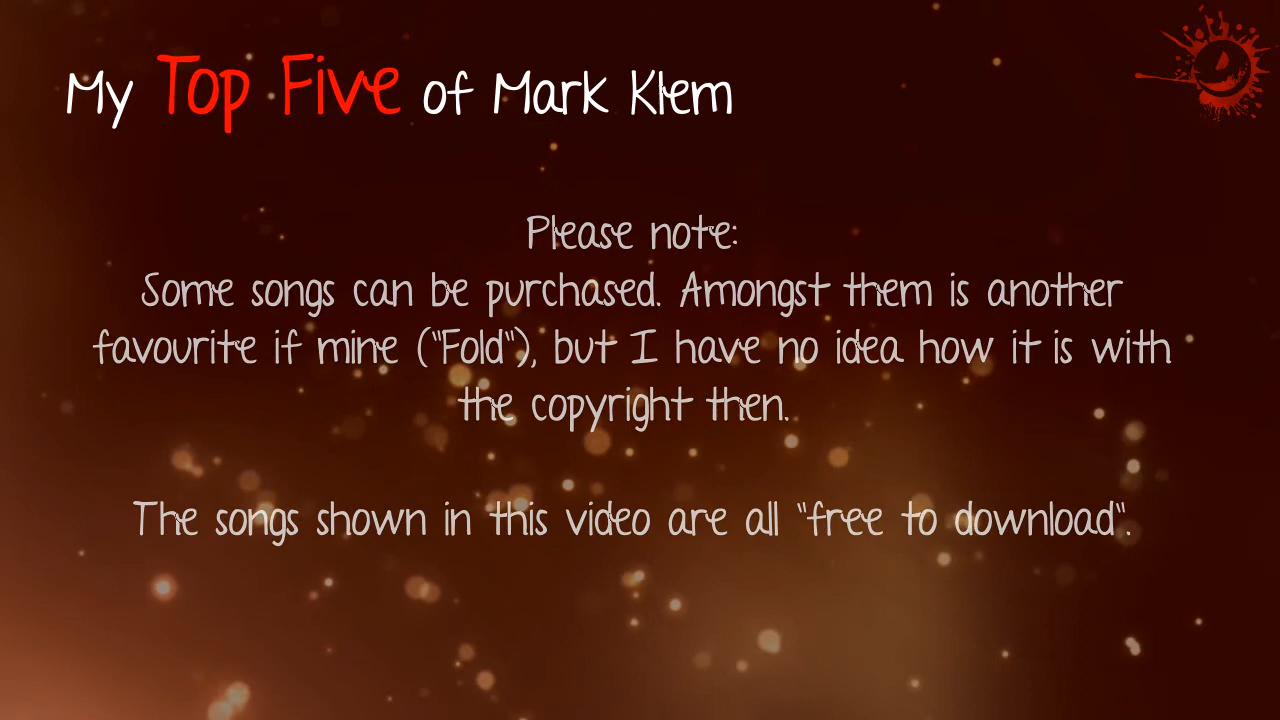 My Top Five of Mark Klem
Please note:
Some songs can be purchased. Amongst them is another
favourite if mine ("Fold"), but I have no idea how it is with
the copyright then.
The songs shown in this video are all "free to download".